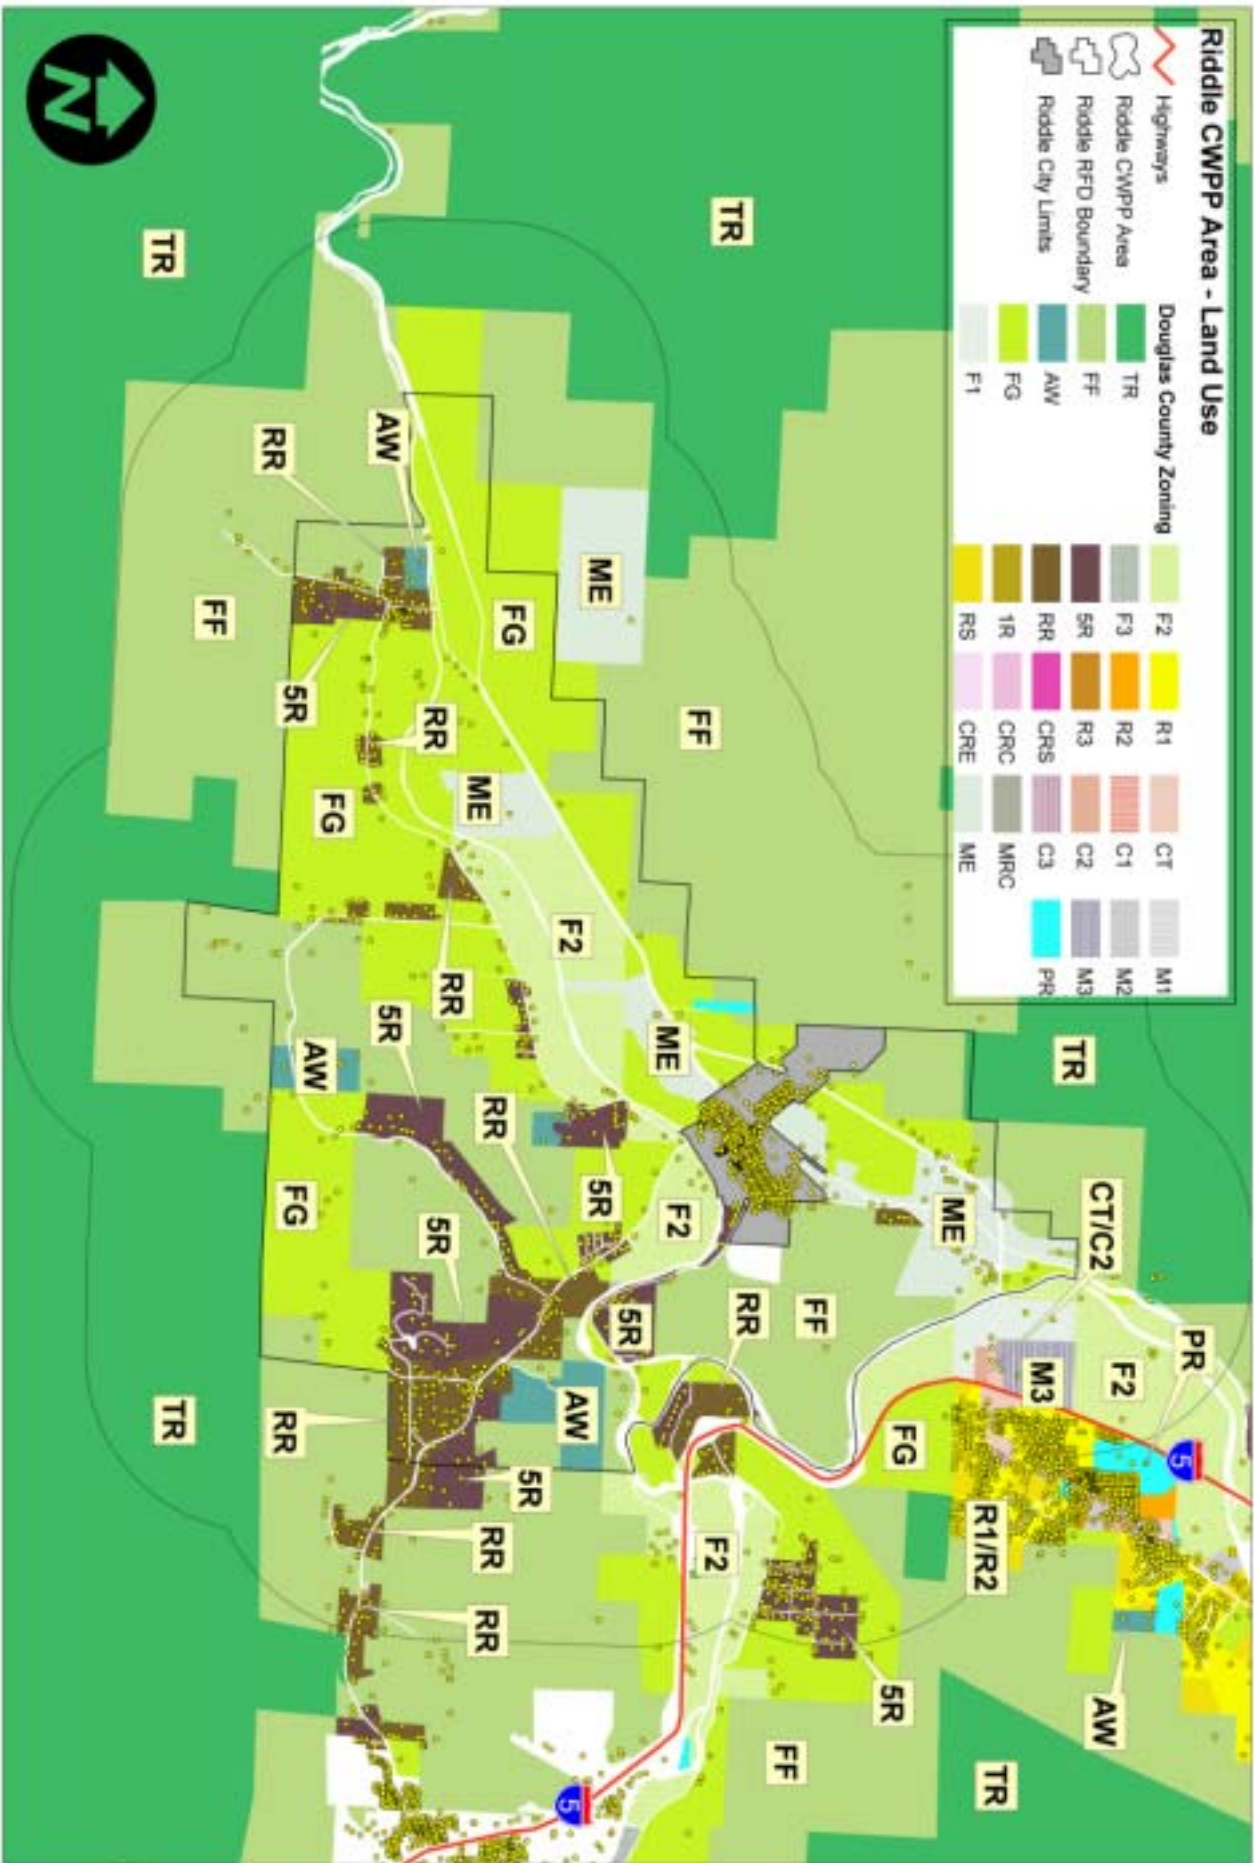 Riddle CWPP Area - Land Use
Highways
Riddle CWPP Area
Riddle RFD Boundary
Riddle City Limits
Douglas County Zoning
TR
FF
AW
FG
F1
F2
F3
5R
RR
1R
RS
R1
R2
R3
CRS
CRC
CRE
CT
C1
C2
C3
MRC
ME
M1
M2
M3
PR
PR
5
CT/C2
F2
AW
TR
M3
TR
R1/R2
ME
FG
5R
FF
FF
RR
TR
F2
FF
F2
ME
5R
ME
5R
AW
F2
5
5R
FG
RR
RR
RR
ME
RR
RR
5R
5R
AW
FG
AW
5R
FG
RR
RR
FF
TR
TR
N